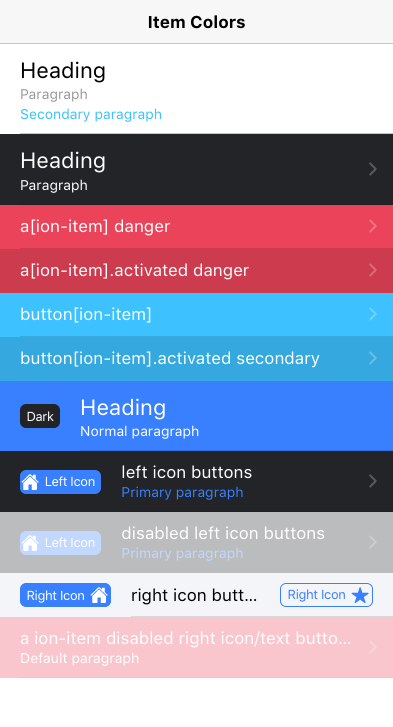 Item Colors
Heading
Paragraph
Secondary paragraph
Heading
Paragraph
a[ion-item] danger
a[ion-item].activated danger
button[ion-item]
button[ion-item].activated secondary
Dark
Heading
Normal paragraph
Left Icon
left icon buttons
Primary paragraph
Left Icon
disabled left icon buttons
Primary paragraph
Right Icon
right icon butt...
Right Icon
a ion-item disabled right icon/text butto...
Default paragraph